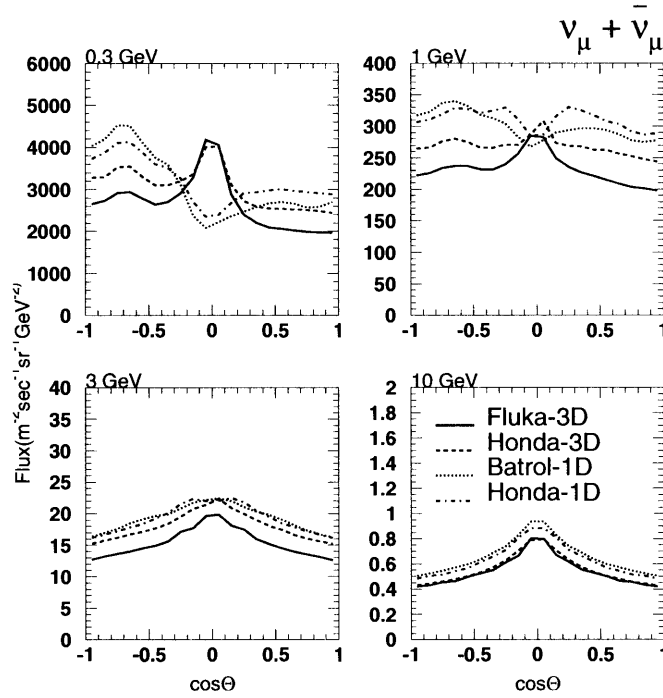 νμ + ν̄μ
0.3 GeV
1 GeV
6000
5000
4000
3000
2000
1000
0
-1 -0.5 0 0.5 1
400
350
300
250
200
150
100
50
0
-1 -0.5 0 0.5 1
Flux(m⁻²sec⁻¹sr⁻¹GeV⁻²)
3 GeV
10 GeV
40
35
30
25
20
15
10
5
0
-1 -0.5 0 0.5 1
cosΘ
2
1.8
1.6
1.4
1.2
1
0.8
0.6
0.4
0.2
0
-1 -0.5 0 0.5 1
cosΘ
Fluka-3D
Honda-3D
Batrol-1D
Honda-1D